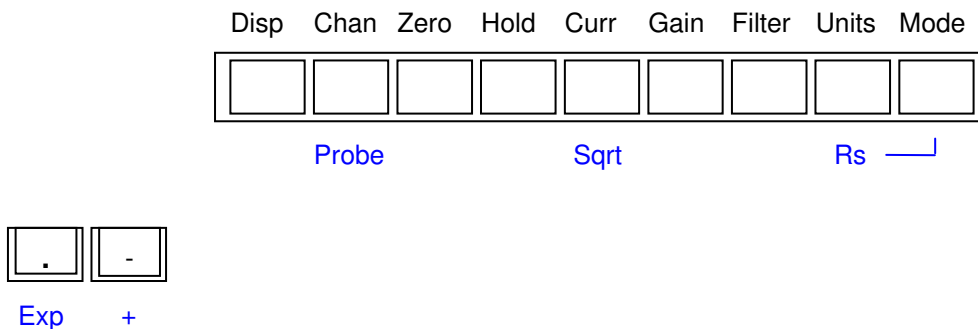 Disp Chan Zero Hold Curr Gain Filter Units Mode
Probe Sqrt Rs
. -
Exp +